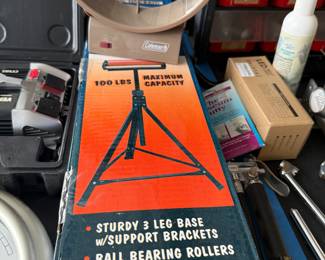 Coleman
100 LBS MAXIMUM
CAPACITY
• STURDY 3 LEG BASE
w/SUPPORT BRACKETS
• BALL BEARING ROLLERS